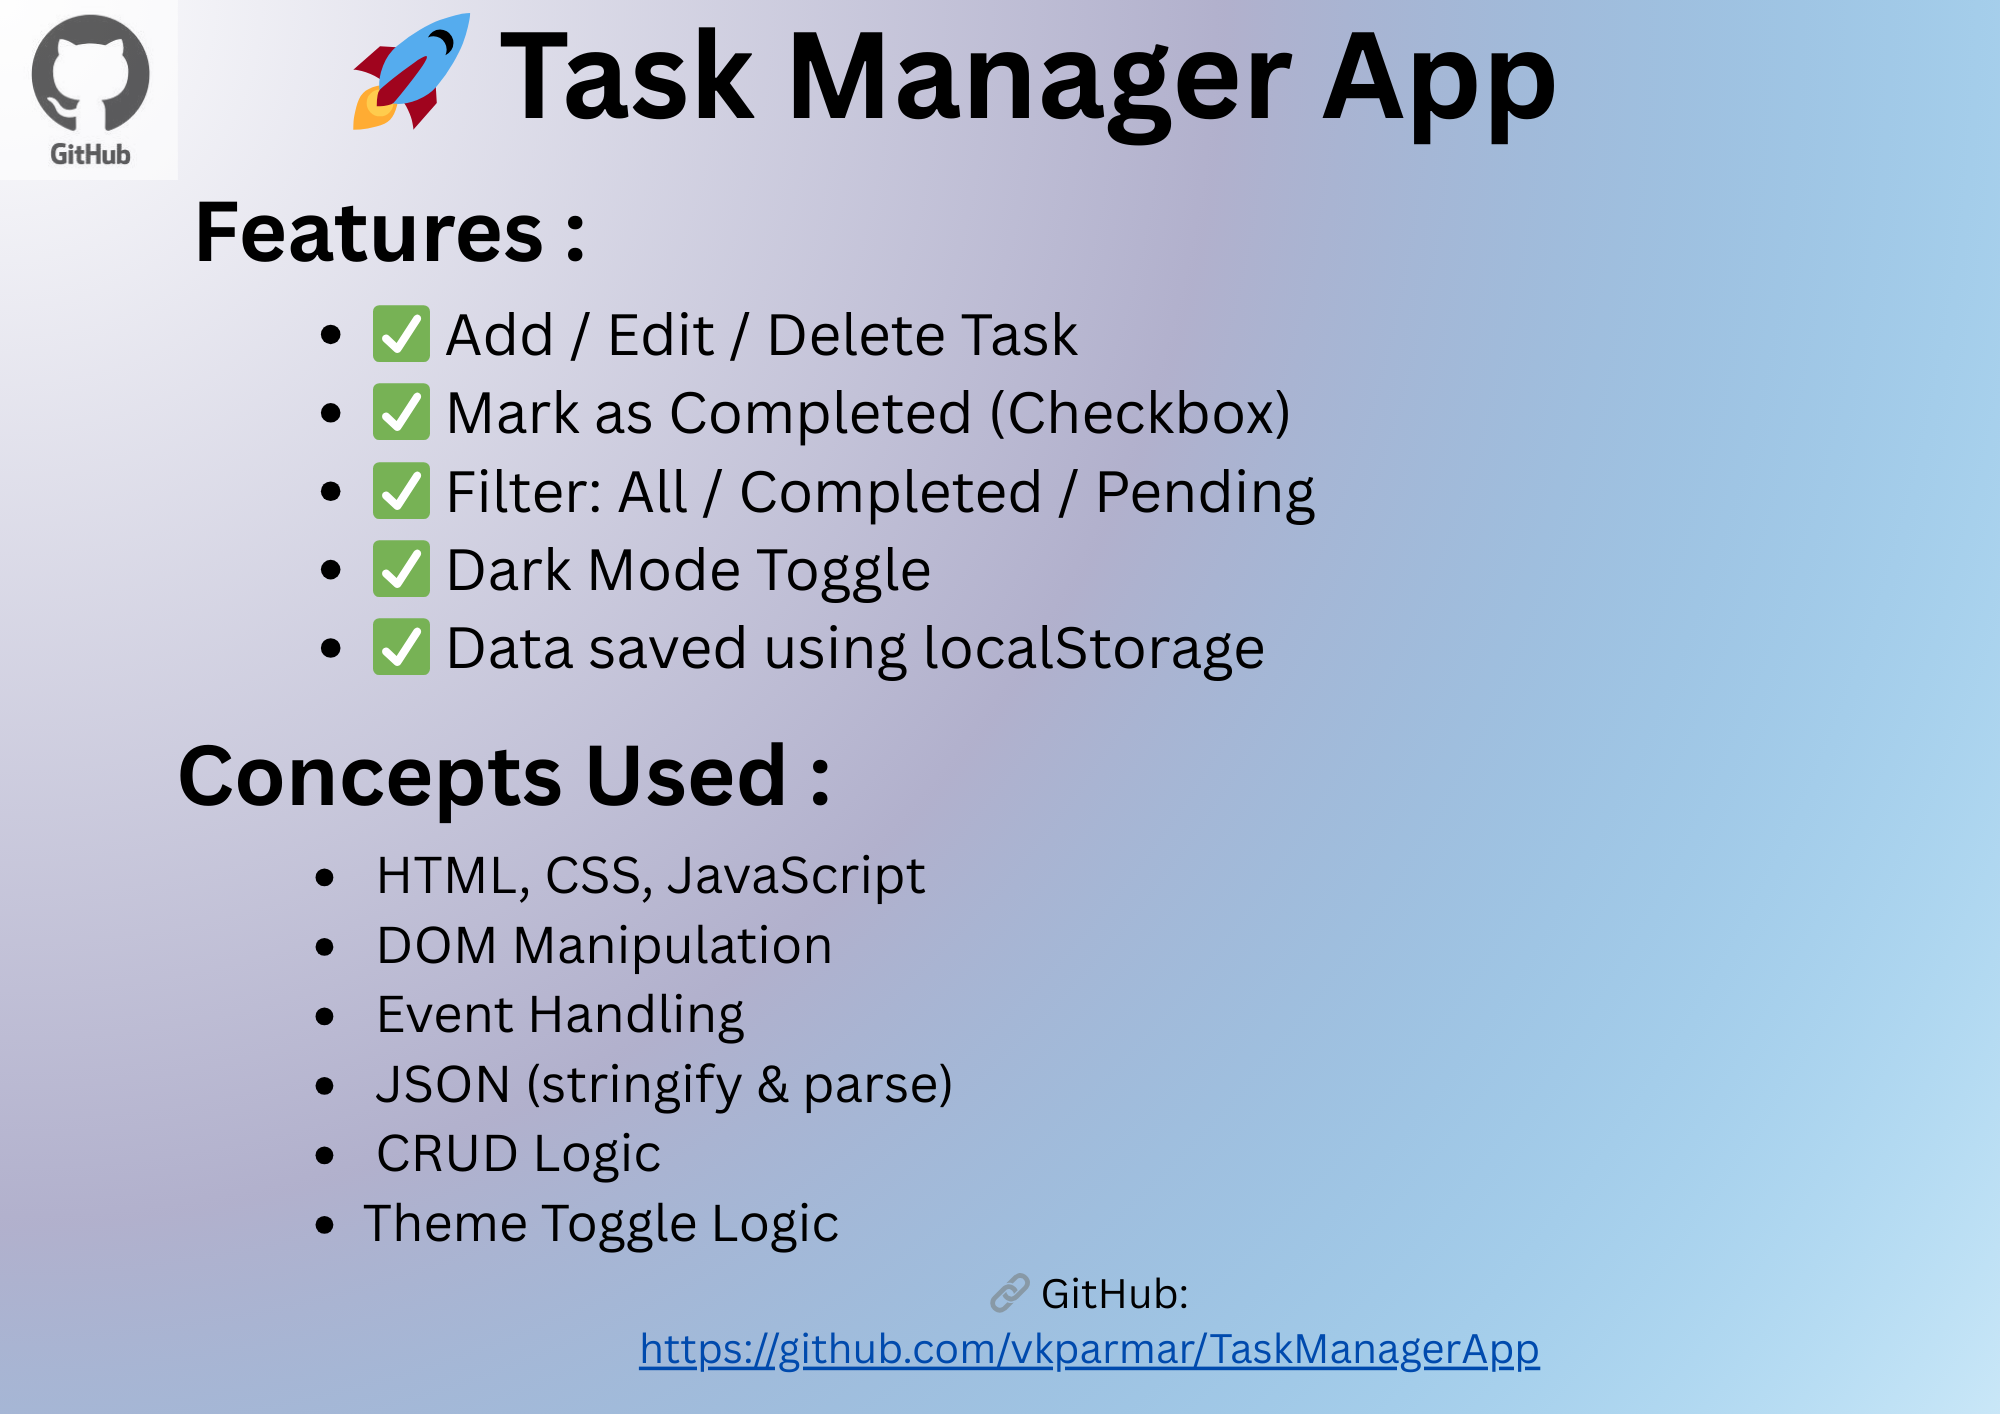 GitHub
🚀 Task Manager App
Features :
• ✅ Add / Edit / Delete Task
• ✅ Mark as Completed (Checkbox)
• ✅ Filter: All / Completed / Pending
• ✅ Dark Mode Toggle
• ✅ Data saved using localStorage
Concepts Used :
• HTML, CSS, JavaScript
• DOM Manipulation
• Event Handling
• JSON (stringify & parse)
• CRUD Logic
• Theme Toggle Logic
🔗 GitHub:
https://github.com/vkparmar/TaskManagerApp